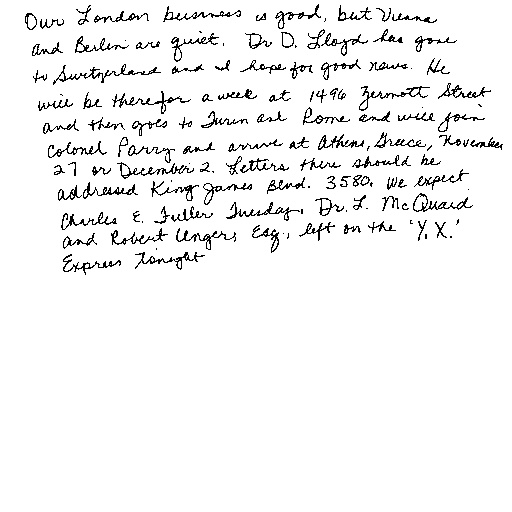 Our London business is good, but Vienna
and Berlin are quiet. Dr D. Lloyd has gone
to Switzerland and I hope for good news. He
will be there for a week at 1496 Zermott Street
and then goes to Turin and Rome and will join
Colonel Parry and arrive at Athens, Greece, November
27 or December 2. Letters there should be
addressed King James Blvd. 3580. We expect
Charles E. Fuller Tuesday. Dr. L. McQuaid
and Robert Unger, Esq., left on the 'Y. X.'
Express tonight